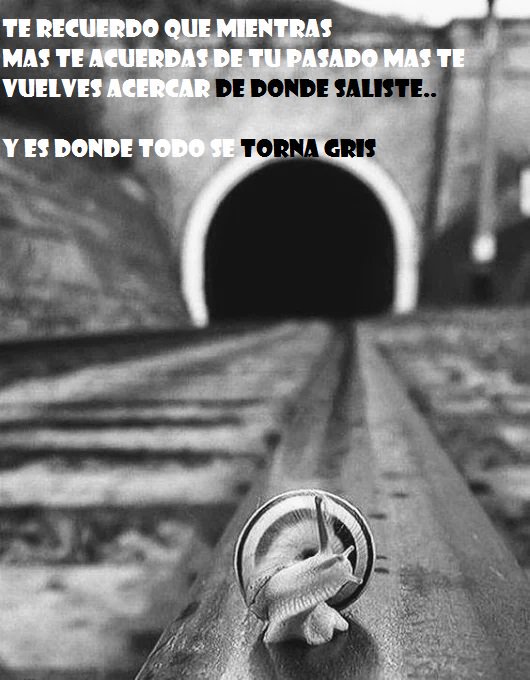 TE RECUERDO QUE MIENTRAS
MAS TE ACUERDAS DE TU PASADO MAS TE
VUELVES ACERCAR DE DONDE SALISTE..
Y ES DONDE TODO SE TORNA GRIS